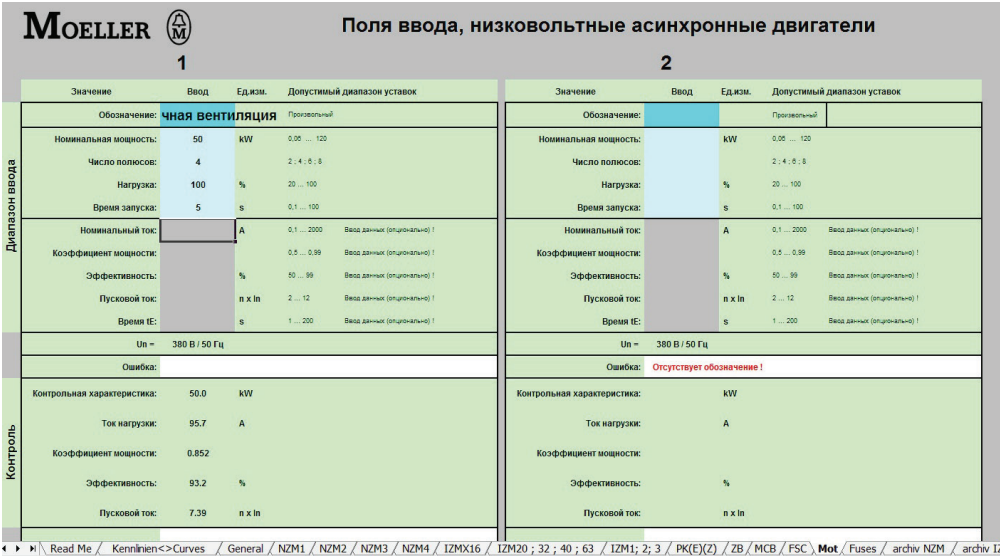 MOELLER
Поля ввода, низковольтные асинхронные двигатели
1
2
Значение Ввод Ед.изм. Допустимый диапазон уставок
Значение Ввод Ед.изм. Допустимый диапазон уставок
Диапазон ввода
Обозначение: чная вентиляция Произвольный
Обозначение: Произвольный
Номинальная мощность: 50 kW 0,06 ... 120
Номинальная мощность: kW 0,06 ... 120
Число полюсов: 4 2 ; 4 ; 6 ; 8
Число полюсов: 2 ; 4 ; 6 ; 8
Нагрузка: 100 % 20 ... 100
Нагрузка: % 20 ... 100
Время запуска: 5 s 0,1 ... 100
Время запуска: s 0,1 ... 100
Номинальный ток: A 0,1 ... 2000 Ввод данных (опционально) !
Номинальный ток: A 0,1 ... 2000 Ввод данных (опционально) !
Коэффициент мощности: 0,5 ... 0,99 Ввод данных (опционально) !
Коэффициент мощности: 0,5 ... 0,99 Ввод данных (опционально) !
Эффективность: % 50 ... 99 Ввод данных (опционально) !
Эффективность: % 50 ... 99 Ввод данных (опционально) !
Пусковой ток: n x In 2 ... 12 Ввод данных (опционально) !
Пусковой ток: n x In 2 ... 12 Ввод данных (опционально) !
Время tE: s 1 ... 200 Ввод данных (опционально) !
Время tE: s 1 ... 200 Ввод данных (опционально) !
Un = 380 В / 50 Гц
Un = 380 В / 50 Гц
Ошибка:
Ошибка: Отсутствует обозначение !
Контроль
Контрольная характеристика: 50.0 kW
Контрольная характеристика: kW
Ток нагрузки: 95.7 A
Ток нагрузки: A
Коэффициент мощности: 0.852
Коэффициент мощности:
Эффективность: 93.2 %
Эффективность: %
Пусковой ток: 7.39 n x In
Пусковой ток: n x In
Read Me / Kennlinien<>Curves / General / NZM1 / NZM2 / NZM3 / NZM4 / IZMX16 / IZM20 ; 32 ; 40 ; 63 / IZM1; 2; 3 / PK(E)(Z) / ZB / MCB / FSC \ Mot / Fuses / archiv NZM / archiv IZ